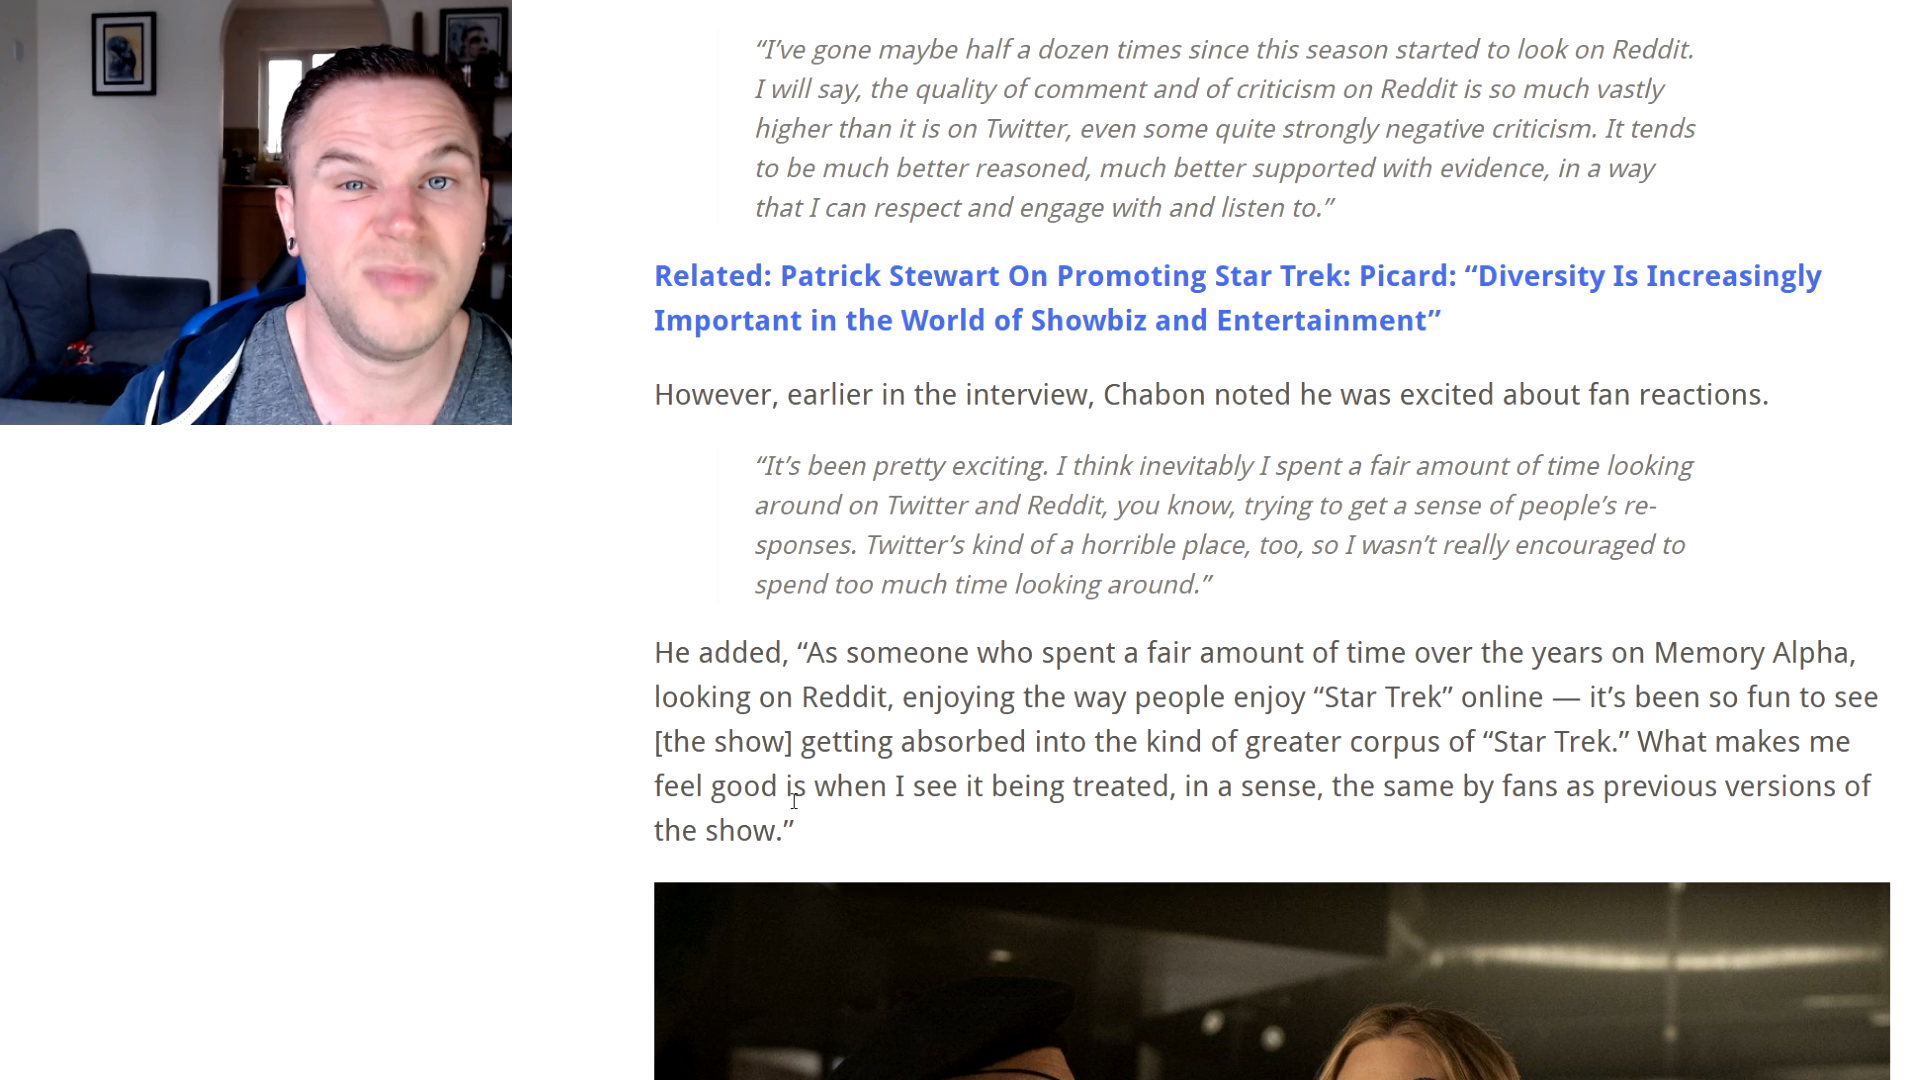 “I’ve gone maybe half a dozen times since this season started to look on Reddit.
I will say, the quality of comment and of criticism on Reddit is so much vastly
higher than it is on Twitter, even some quite strongly negative criticism. It tends
to be much better reasoned, much better supported with evidence, in a way
that I can respect and engage with and listen to.”
Related: Patrick Stewart On Promoting Star Trek: Picard: “Diversity Is Increasingly
Important in the World of Showbiz and Entertainment”
However, earlier in the interview, Chabon noted he was excited about fan reactions.
“It’s been pretty exciting. I think inevitably I spent a fair amount of time looking
around on Twitter and Reddit, you know, trying to get a sense of people’s re-
sponses. Twitter’s kind of a horrible place, too, so I wasn’t really encouraged to
spend too much time looking around.”
He added, “As someone who spent a fair amount of time over the years on Memory Alpha,
looking on Reddit, enjoying the way people enjoy “Star Trek” online — it’s been so fun to see
[the show] getting absorbed into the kind of greater corpus of “Star Trek.” What makes me
feel good is when I see it being treated, in a sense, the same by fans as previous versions of
the show.”